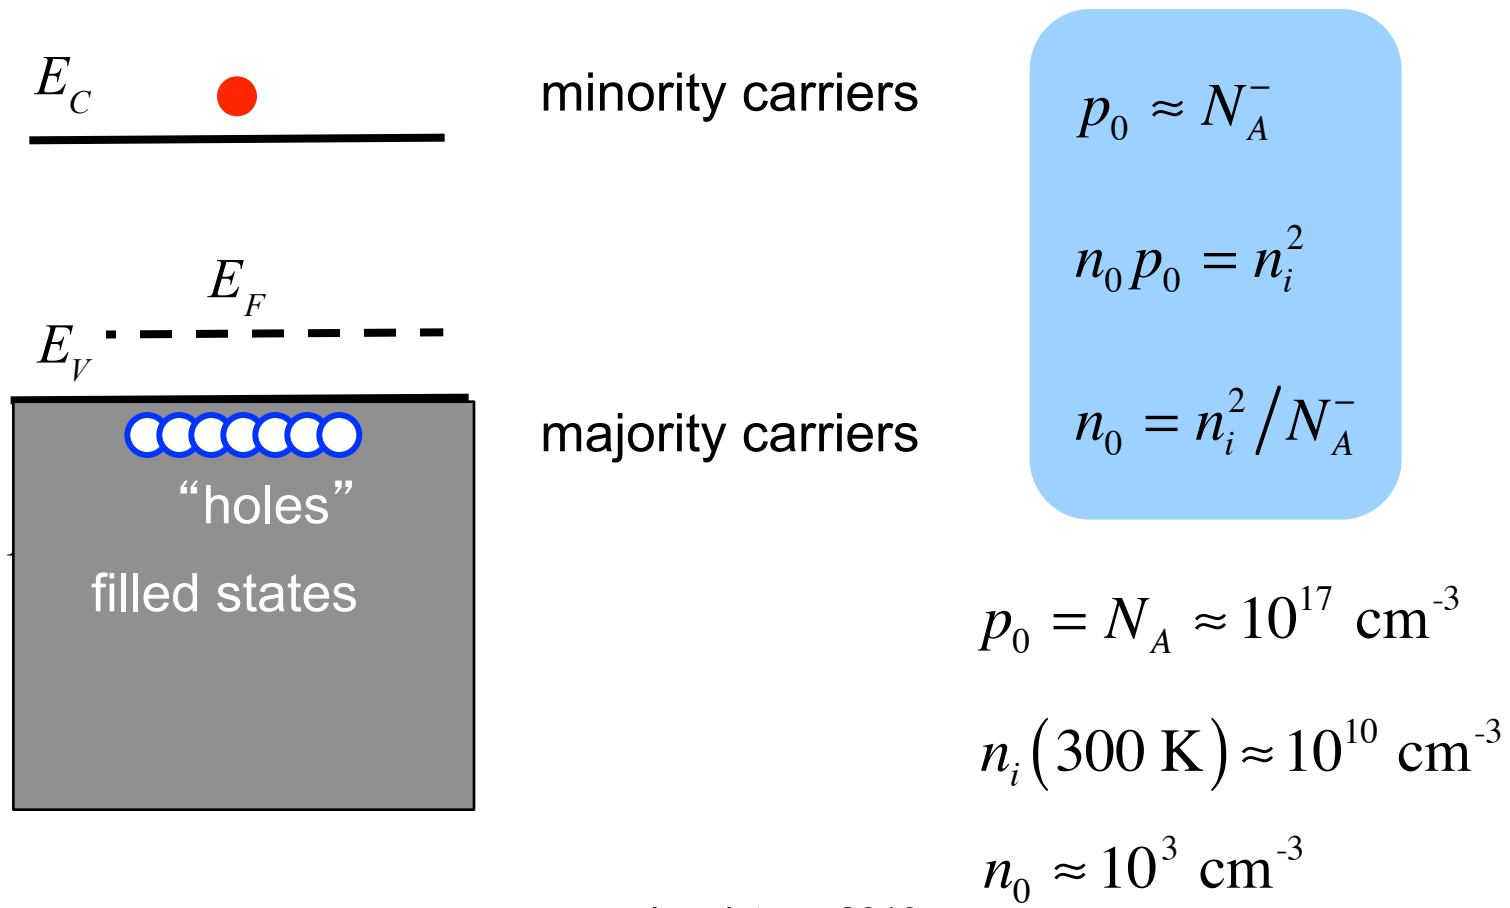 E_C
minority carriers
p_0 ≈ N_A^-
n_0 p_0 = n_i^2
E_F
E_V
majority carriers
n_0 = n_i^2 / N_A^-
“holes”
filled states
p_0 = N_A ≈ 10^17 cm^-3
n_i (300 K) ≈ 10^10 cm^-3
n_0 ≈ 10^3 cm^-3